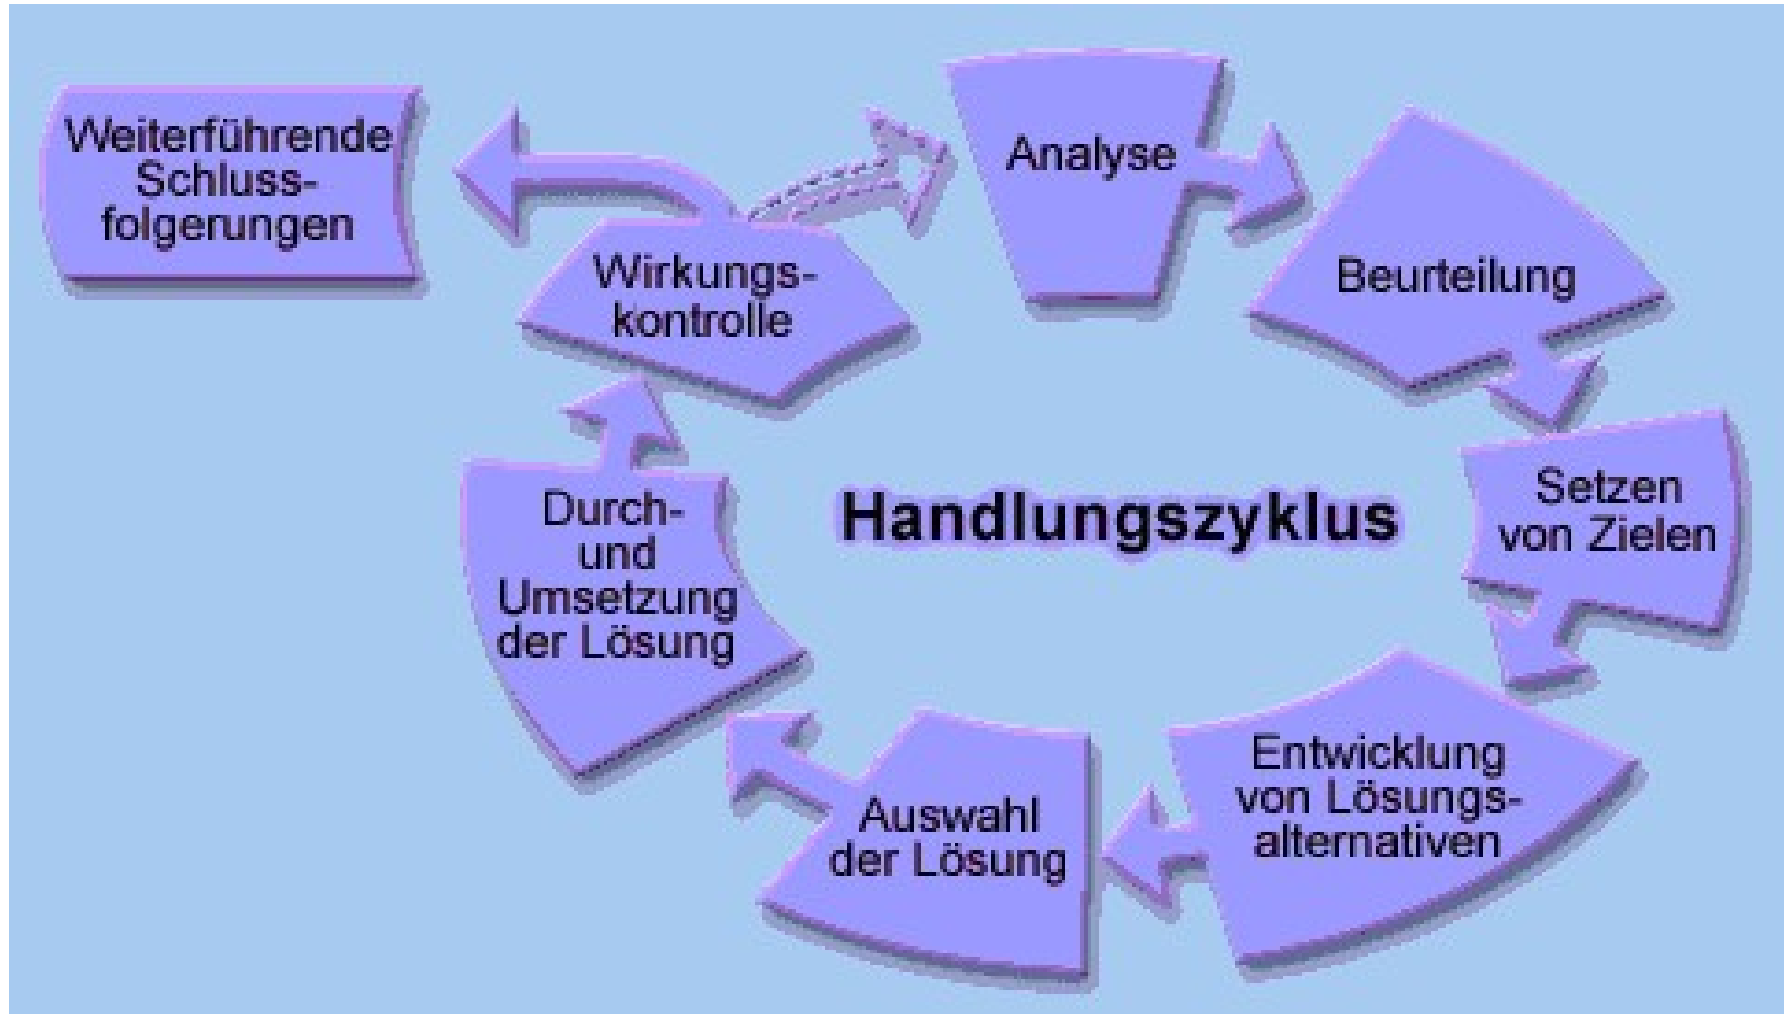 Weiterführende
Schluss-
folgerungen
Wirkungs-
kontrolle
Analyse
Beurteilung
Setzen
von Zielen
Entwicklung
von Lösungs-
alternativen
Auswahl
der Lösung
Durch-
und
Umsetzung
der Lösung
Handlungszyklus